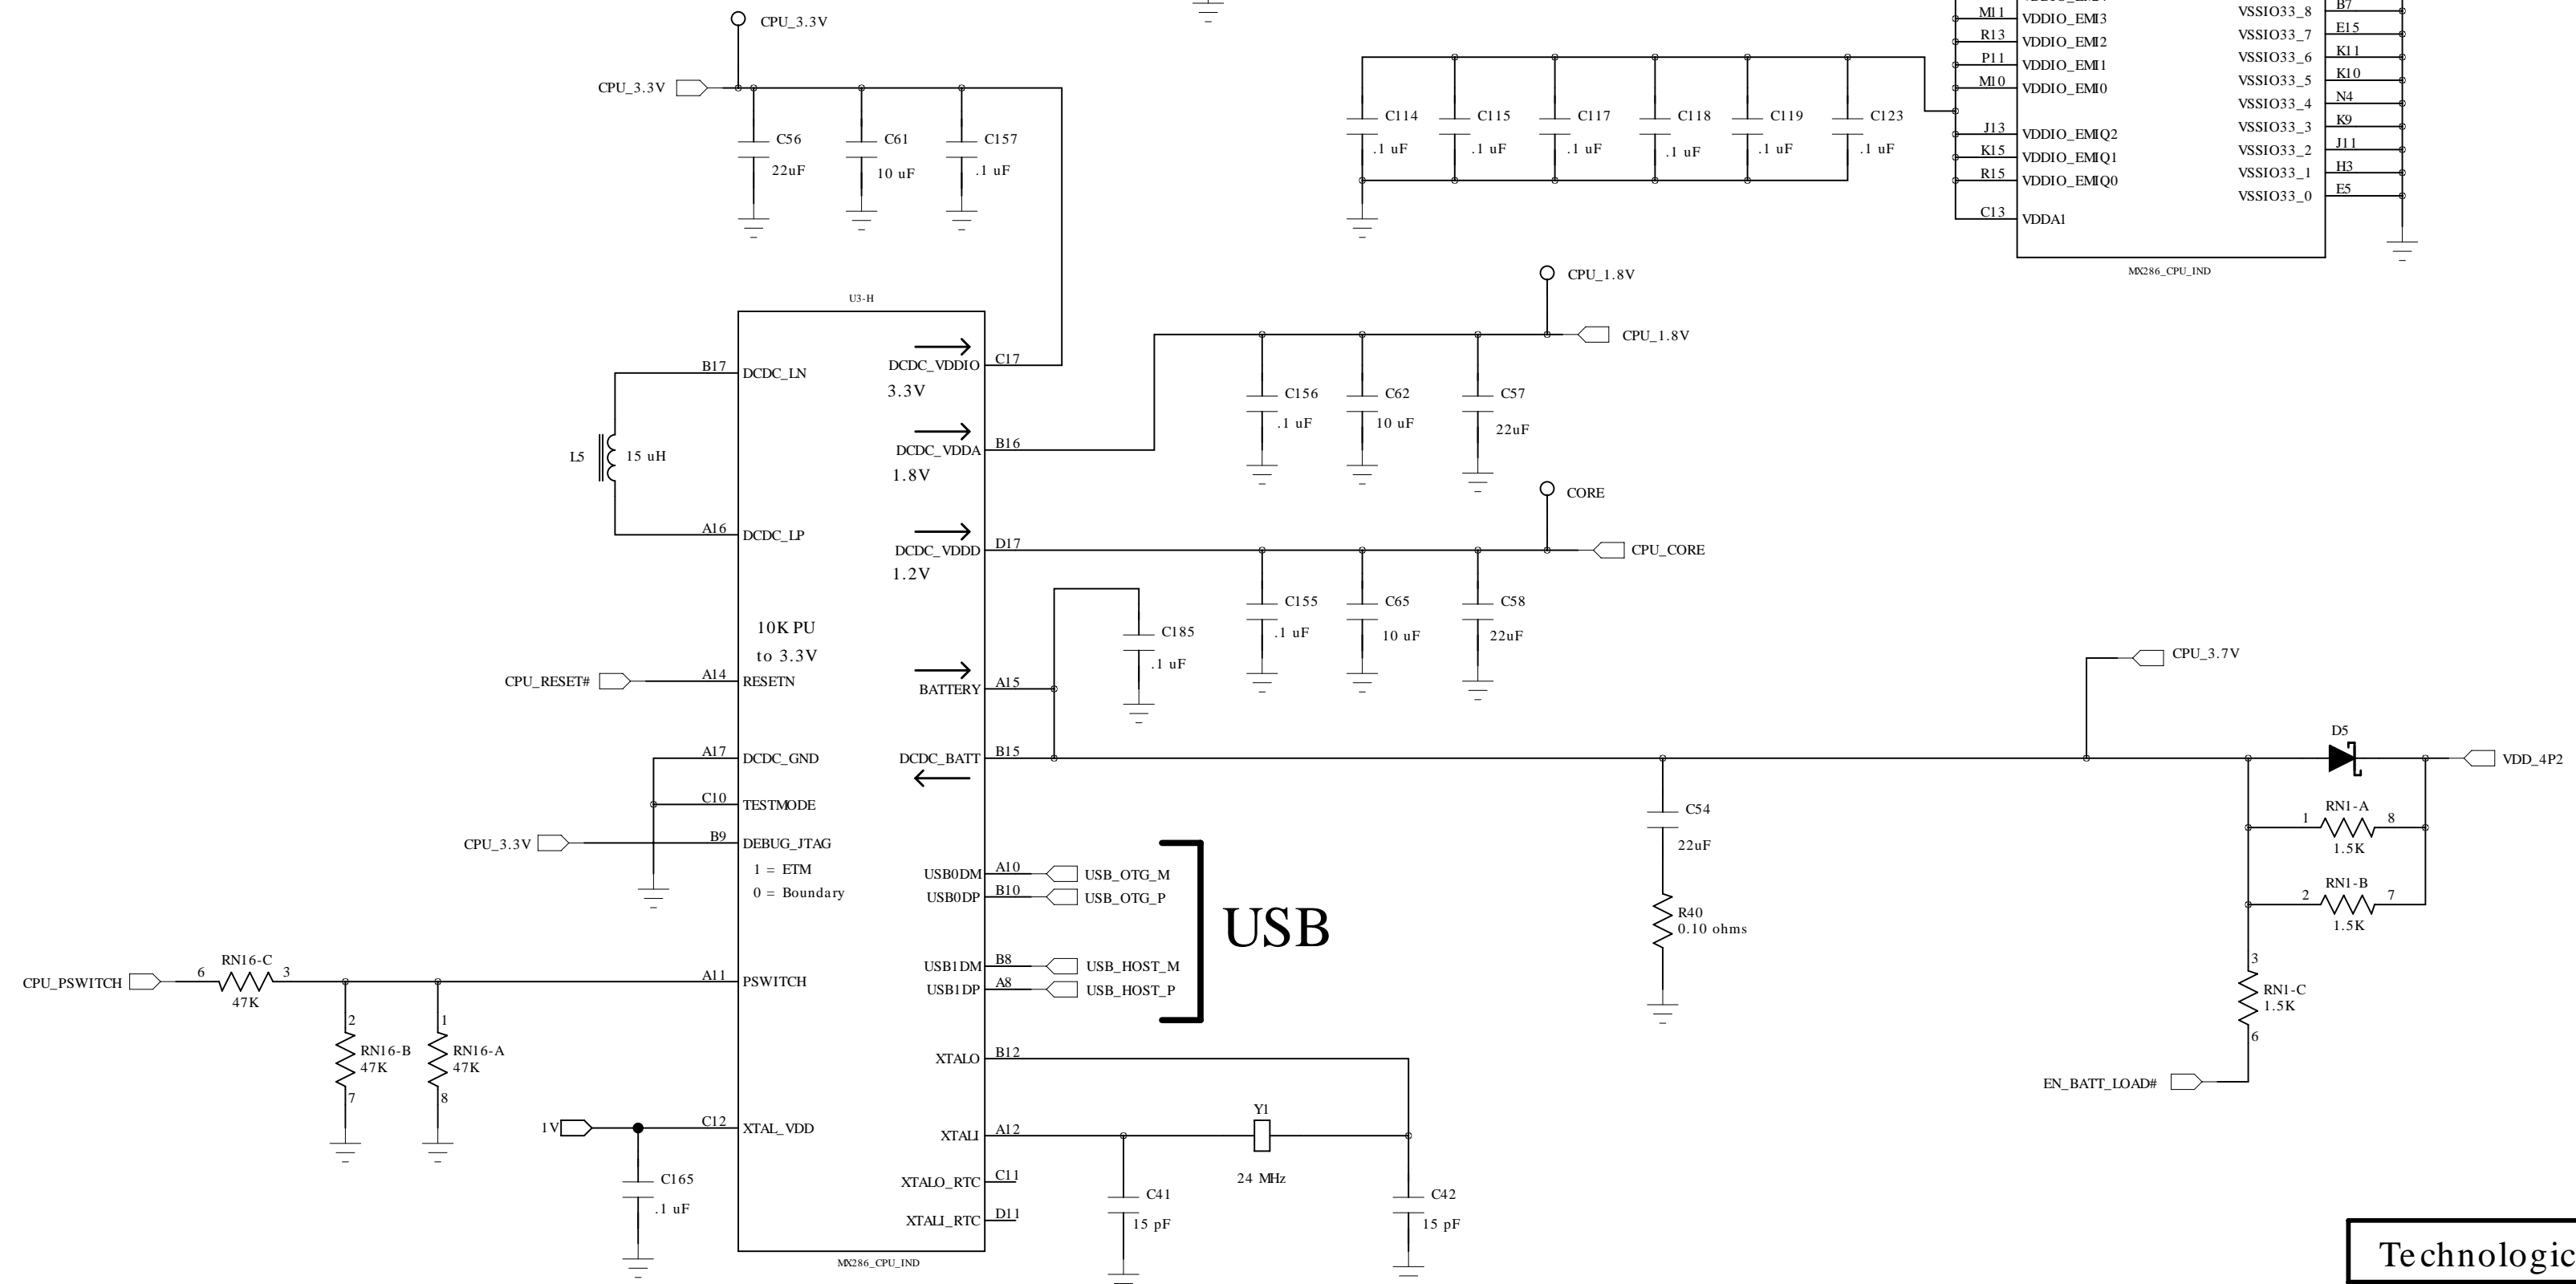 CPU_3.3V
CPU_3.3V
C56
22uF
C61
10 uF
C157
.1 uF
C114
.1 uF
C115
.1 uF
C117
.1 uF
C118
.1 uF
C119
.1 uF
C123
.1 uF
M11 VDDIO_EMI3
R13 VDDIO_EMI2
P11 VDDIO_EMI1
M10 VDDIO_EMI0
J13 VDDIO_EMIQ2
K15 VDDIO_EMIQ1
R15 VDDIO_EMIQ0
C13 VDDA1
VSSIO33_8 B7
VSSIO33_7 E15
VSSIO33_6 K11
VSSIO33_5 K10
VSSIO33_4 N4
VSSIO33_3 K9
VSSIO33_2 J11
VSSIO33_1 H3
VSSIO33_0 E5
MX286_CPU_IND
U3-H
B17 DCDC_LN
L5
15 uH
A16 DCDC_LP
10K PU
to 3.3V
CPU_RESET#
A14 RESETN
A17 DCDC_GND
C10 TESTMODE
CPU_3.3V
B9 DEBUG_JTAG
1 = ETM
0 = Boundary
CPU_PSWITCH
6
RN16-C
3
47K
A11 PSWITCH
2
RN16-B
47K
7
1
RN16-A
47K
8
1V
C12 XTAL_VDD
C165
.1 uF
DCDC_VDDIO C17
3.3V
DCDC_VDDA B16
1.8V
DCDC_VDDD D17
1.2V
BATTERY A15
DCDC_BATT B15
USB0DM A10 USB_OTG_M
USB0DP B10 USB_OTG_P
USB1DM B8 USB_HOST_M
USB1DP A8 USB_HOST_P
USB
XTALO B12
XTALI A12
XTALO_RTC C11
XTALI_RTC D11
MX286_CPU_IND
CPU_1.8V
CPU_1.8V
C156
.1 uF
C62
10 uF
C57
22uF
CORE
CPU_CORE
C155
.1 uF
C65
10 uF
C58
22uF
C185
.1 uF
CPU_3.7V
D5
VDD_4P2
C54
22uF
R40
0.10 ohms
RN1-A
1 8
1.5K
RN1-B
2 7
1.5K
3
RN1-C
1.5K
6
EN_BATT_LOAD#
Y1
24 MHz
C41
15 pF
C42
15 pF
Technologic